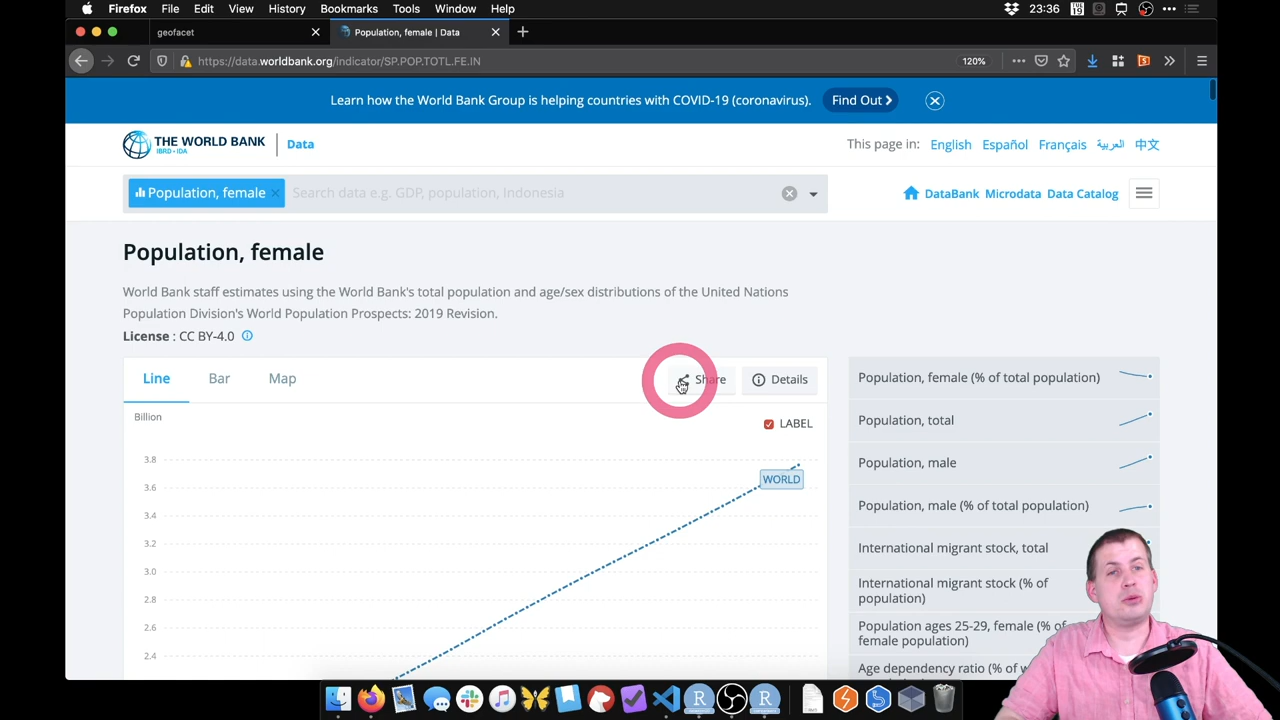 Firefox File Edit View History Bookmarks Tools Window Help 23:36
geofacet
Population, female | Data
https://data.worldbank.org/indicator/SP.POP.TOTL.FE.IN 120%
Learn how the World Bank Group is helping countries with COVID-19 (coronavirus). Find Out
THE WORLD BANK
IBRD • IDA
Data
This page in: English Español Français العربية 中文
Population, female Search data e.g. GDP, population, Indonesia
DataBank Microdata Data Catalog
Population, female
World Bank staff estimates using the World Bank's total population and age/sex distributions of the United Nations
Population Division's World Population Prospects: 2019 Revision.
License : CC BY-4.0
Line Bar Map Share Details
Billion
LABEL
3.8
WORLD
3.6
3.4
3.2
3.0
2.8
2.6
2.4
Population, female (% of total population)
Population, total
Population, male
Population, male (% of total population)
International migrant stock, total
International migrant stock (% of
population)
Population ages 25-29, female (% of
female population)
Age dependency ratio (% of